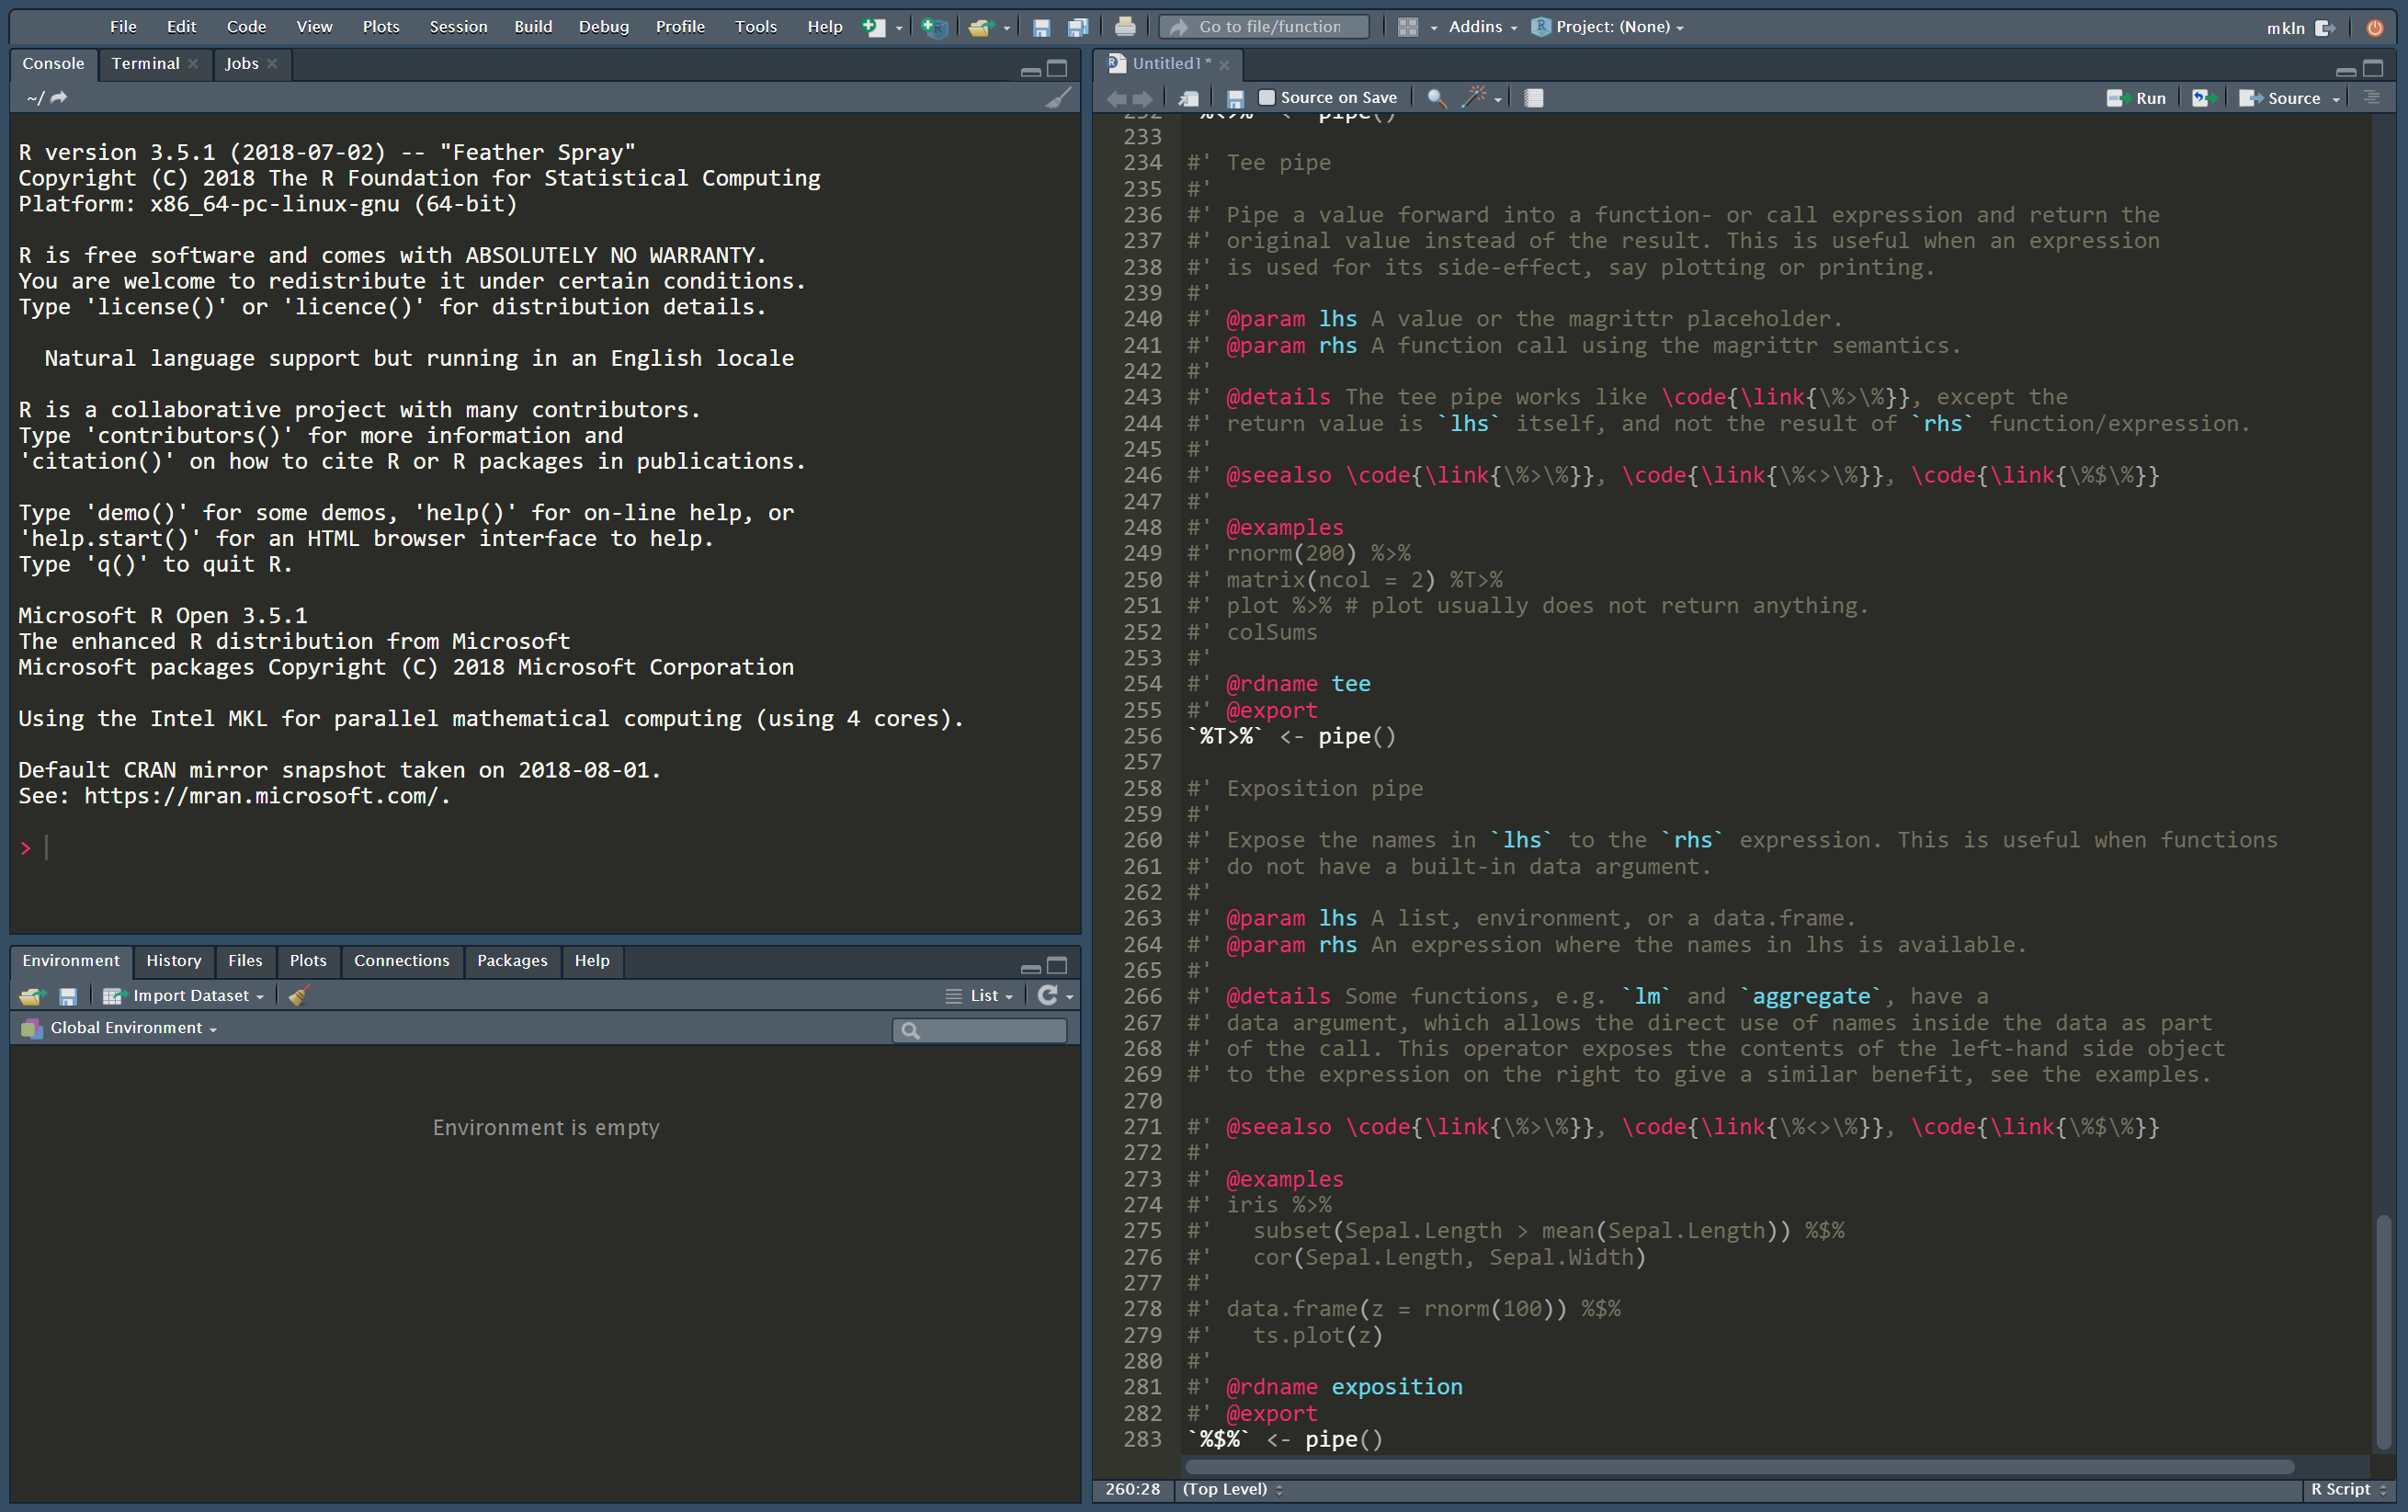 File Edit Code View Plots Session Build Debug Profile Tools Help Go to file/function Addins Project: (None) mkln
Console Terminal Jobs
~/
R version 3.5.1 (2018-07-02) -- "Feather Spray"
Copyright (C) 2018 The R Foundation for Statistical Computing
Platform: x86_64-pc-linux-gnu (64-bit)
R is free software and comes with ABSOLUTELY NO WARRANTY.
You are welcome to redistribute it under certain conditions.
Type 'license()' or 'licence()' for distribution details.
Natural language support but running in an English locale
R is a collaborative project with many contributors.
Type 'contributors()' for more information and
'citation()' on how to cite R or R packages in publications.
Type 'demo()' for some demos, 'help()' for on-line help, or
'help.start()' for an HTML browser interface to help.
Type 'q()' to quit R.
Microsoft R Open 3.5.1
The enhanced R distribution from Microsoft
Microsoft packages Copyright (C) 2018 Microsoft Corporation
Using the Intel MKL for parallel mathematical computing (using 4 cores).
Default CRAN mirror snapshot taken on 2018-08-01.
See: https://mran.microsoft.com/.
>
Environment History Files Plots Connections Packages Help
Import Dataset List
Global Environment
Environment is empty
Untitled1*
Source on Save Run Source
232 `%<>%` <- pipe()
233
234 #' Tee pipe
235 #'
236 #' Pipe a value forward into a function- or call expression and return the
237 #' original value instead of the result. This is useful when an expression
238 #' is used for its side-effect, say plotting or printing.
239 #'
240 #' @param lhs A value or the magrittr placeholder.
241 #' @param rhs A function call using the magrittr semantics.
242 #'
243 #' @details The tee pipe works like \code{\link{\%>\%}}, except the
244 #' return value is `lhs` itself, and not the result of `rhs` function/expression.
245 #'
246 #' @seealso \code{\link{\%>\%}}, \code{\link{\%<>\%}}, \code{\link{\%$\%}}
247 #'
248 #' @examples
249 #' rnorm(200) %>%
250 #' matrix(ncol = 2) %T>%
251 #' plot %>% # plot usually does not return anything.
252 #' colSums
253 #'
254 #' @rdname tee
255 #' @export
256 `%T>%` <- pipe()
257
258 #' Exposition pipe
259 #'
260 #' Expose the names in `lhs` to the `rhs` expression. This is useful when functions
261 #' do not have a built-in data argument.
262 #'
263 #' @param lhs A list, environment, or a data.frame.
264 #' @param rhs An expression where the names in lhs is available.
265 #'
266 #' @details Some functions, e.g. `lm` and `aggregate`, have a
267 #' data argument, which allows the direct use of names inside the data as part
268 #' of the call. This operator exposes the contents of the left-hand side object
269 #' to the expression on the right to give a similar benefit, see the examples.
270
271 #' @seealso \code{\link{\%>\%}}, \code{\link{\%<>\%}}, \code{\link{\%$\%}}
272 #'
273 #' @examples
274 #' iris %>%
275 #'   subset(Sepal.Length > mean(Sepal.Length)) %$%
276 #'   cor(Sepal.Length, Sepal.Width)
277 #'
278 #' data.frame(z = rnorm(100)) %$%
279 #'   ts.plot(z)
280 #'
281 #' @rdname exposition
282 #' @export
283 `%$%` <- pipe()
260:28 (Top Level) R Script